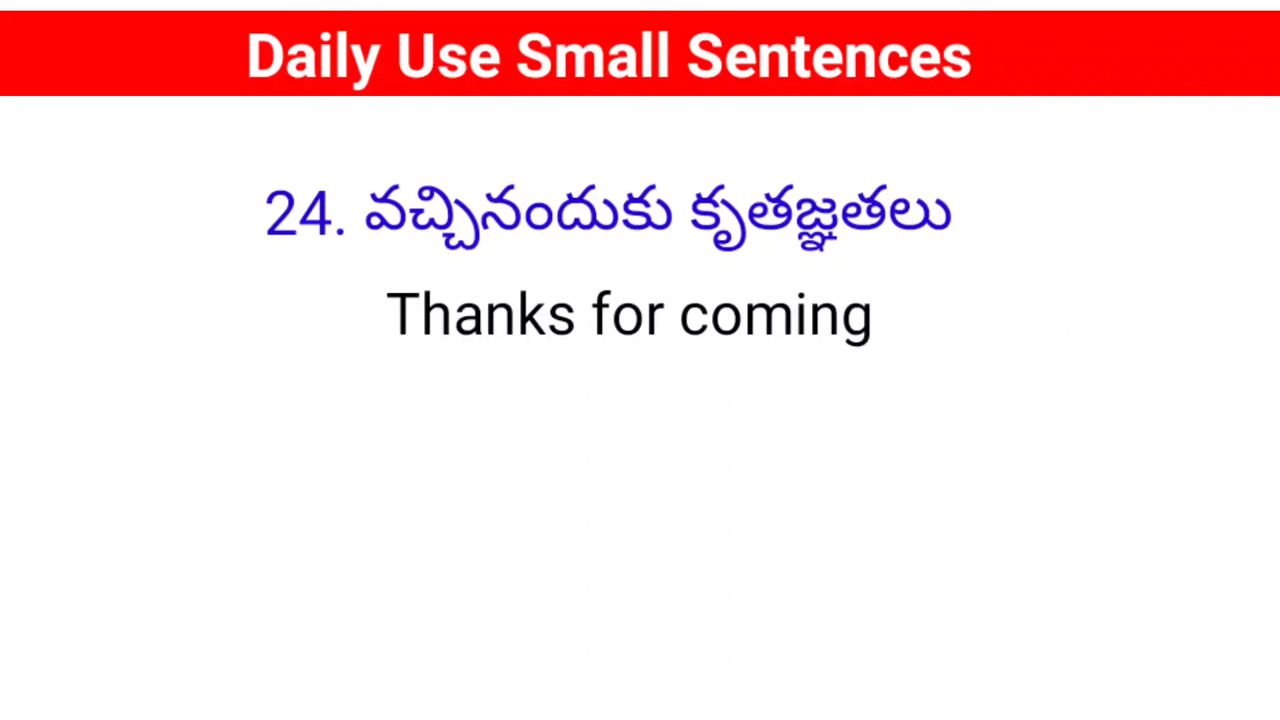 Daily Use Small Sentences
24. వచ్చినందుకు కృతజ్ఞతలు
Thanks for coming